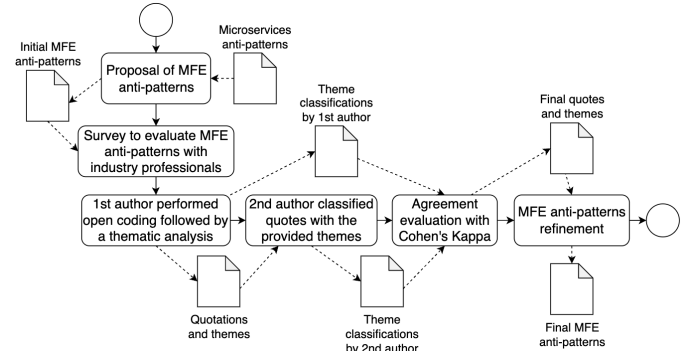 Microservices
anti-patterns
Initial MFE
anti-patterns
Proposal of MFE
anti-patterns
Theme
classifications
by 1st author
Final quotes
and themes
Survey to evaluate MFE
anti-patterns with
industry professionals
1st author performed
open coding followed by
a thematic analysis
2nd author classified
quotes with the
provided themes
Agreement
evaluation with
Cohen's Kappa
MFE anti-patterns
refinement
Quotations
and themes
Theme
classifications
by 2nd author
Final MFE
anti-patterns